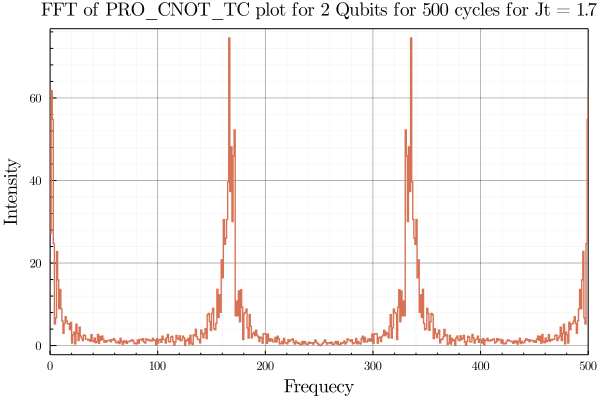 FFT of PRO_CNOT_TC plot for 2 Qubits for 500 cycles for Jt = 1.7
Intensity
60
40
20
0
0 100 200 300 400 500
Frequecy